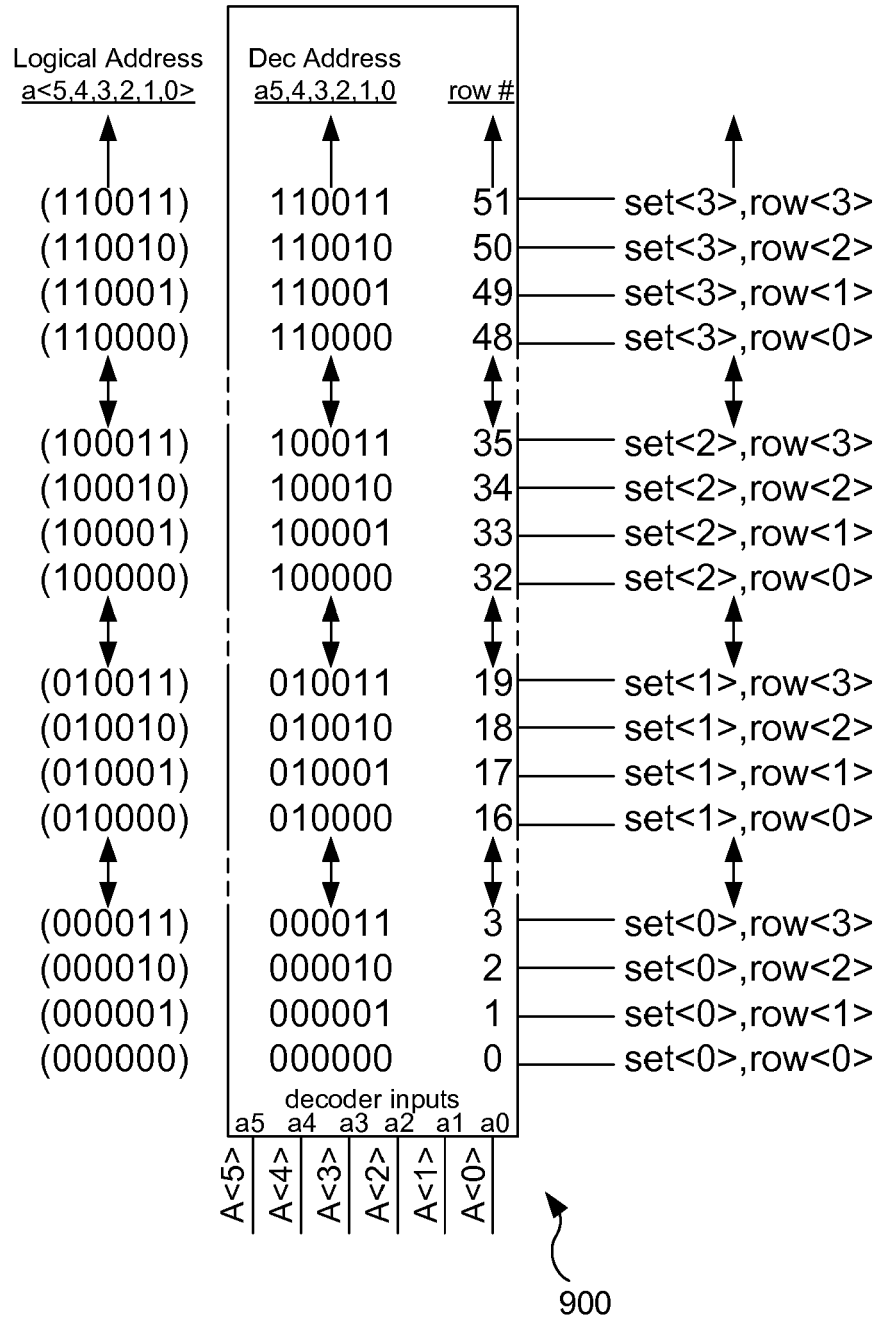 Logical Address Dec Address
a<5,4,3,2,1,0> a5,4,3,2,1,0 row #
(110011) 110011 51 set<3>,row<3>
(110010) 110010 50 set<3>,row<2>
(110001) 110001 49 set<3>,row<1>
(110000) 110000 48 set<3>,row<0>
(100011) 100011 35 set<2>,row<3>
(100010) 100010 34 set<2>,row<2>
(100001) 100001 33 set<2>,row<1>
(100000) 100000 32 set<2>,row<0>
(010011) 010011 19 set<1>,row<3>
(010010) 010010 18 set<1>,row<2>
(010001) 010001 17 set<1>,row<1>
(010000) 010000 16 set<1>,row<0>
(000011) 000011 3 set<0>,row<3>
(000010) 000010 2 set<0>,row<2>
(000001) 000001 1 set<0>,row<1>
(000000) 000000 0 set<0>,row<0>
decoder inputs
a5 a4 a3 a2 a1 a0
A<5> A<4> A<3> A<2> A<1> A<0>
900